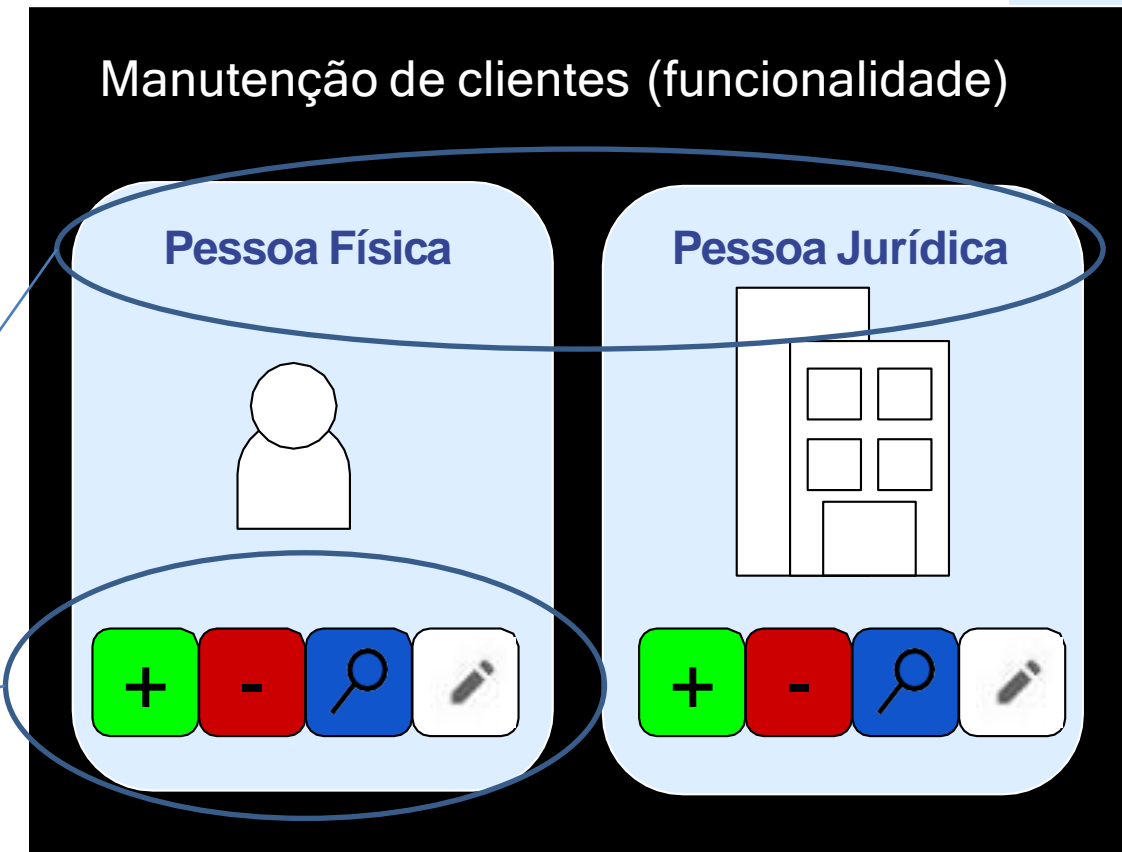 Manutenção de clientes (funcionalidade)
Pessoa Física
Pessoa Jurídica
+ -
+ -